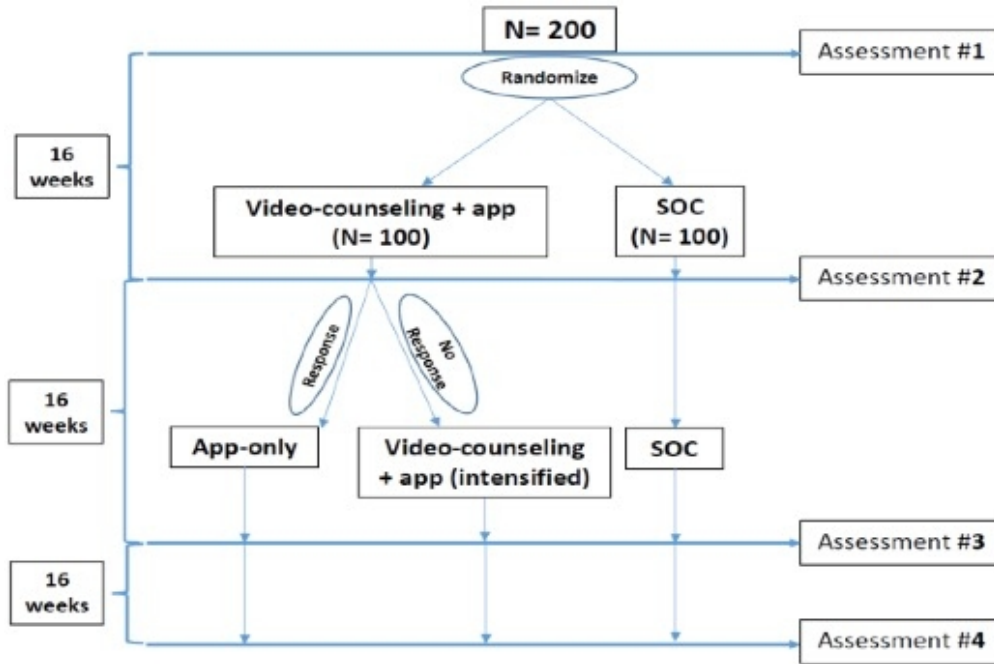 N= 200
Assessment #1
Randomize
16
weeks
Video-counseling + app
(N= 100)
SOC
(N= 100)
Assessment #2
Response
No
Response
16
weeks
App-only
Video-counseling
+ app (intensified)
SOC
Assessment #3
16
weeks
Assessment #4